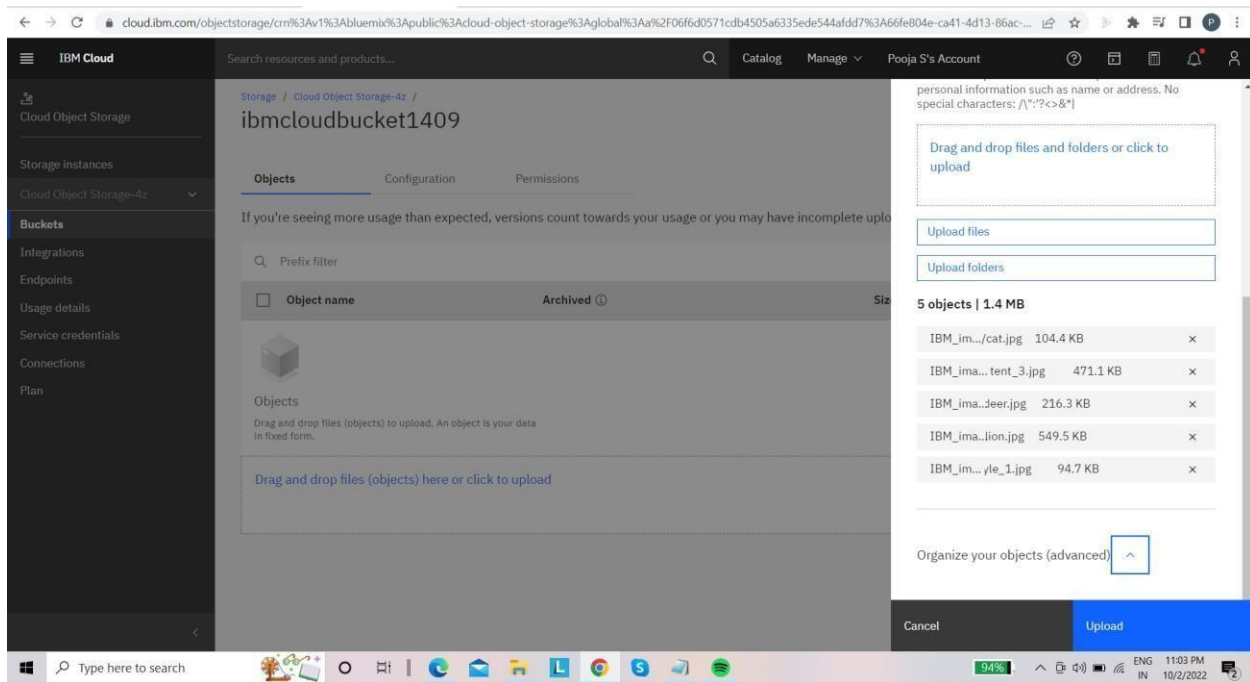 cloud.ibm.com/objectstorage/crn%3Av1%3Abluemix%3Apublic%3Acloud-object-storage%3Aglobal%3Aa%2F06f6d0571cdb4505a6335ede544afdd7%3A66fe804e-ca41-4d13-86ac-...
P
IBM Cloud
Search resources and products...
Catalog
Manage
Pooja S's Account
Cloud Object Storage
Storage instances
Cloud Object Storage-4z
Buckets
Integrations
Endpoints
Usage details
Service credentials
Connections
Plan
Storage / Cloud Object Storage-4z /
ibmcloudbucket1409
Objects Configuration Permissions
If you're seeing more usage than expected, versions count towards your usage or you may have incomplete uplo
Prefix filter
Object name Archived Siz
Objects
Drag and drop files (objects) to upload. An object is your data
in fixed form.
Drag and drop files (objects) here or click to upload
personal information such as name or address. No
special characters: /\":'?<>&*|
Drag and drop files and folders or click to
upload
Upload files
Upload folders
5 objects | 1.4 MB
IBM_im.../cat.jpg 104.4 KB
IBM_ima... tent_3.jpg 471.1 KB
IBM_ima..deer.jpg 216.3 KB
IBM_ima..lion.jpg 549.5 KB
IBM_im... yle_1.jpg 94.7 KB
Organize your objects (advanced)
Cancel
Upload
Type here to search
94%
ENG
IN
11:03 PM
10/2/2022
2